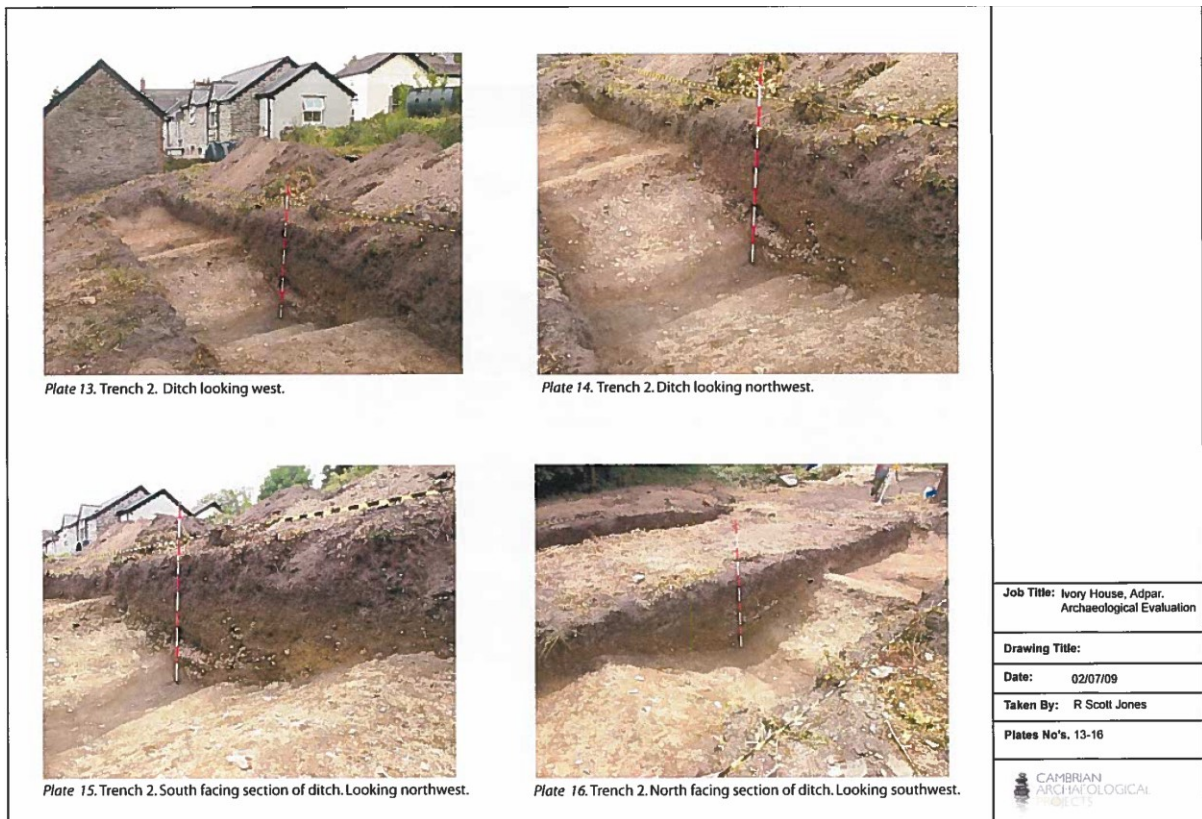 Plate 13. Trench 2. Ditch looking west.
Plate 14. Trench 2. Ditch looking northwest.
Plate 15. Trench 2. South facing section of ditch. Looking northwest.
Plate 16. Trench 2. North facing section of ditch. Looking southwest.
Job Title: Ivory House, Adpar.
Archaeological Evaluation
Drawing Title:
Date: 02/07/09
Taken By: R Scott Jones
Plates No's. 13-16
CAMBRIAN
ARCHAEOLOGICAL
PROJECTS